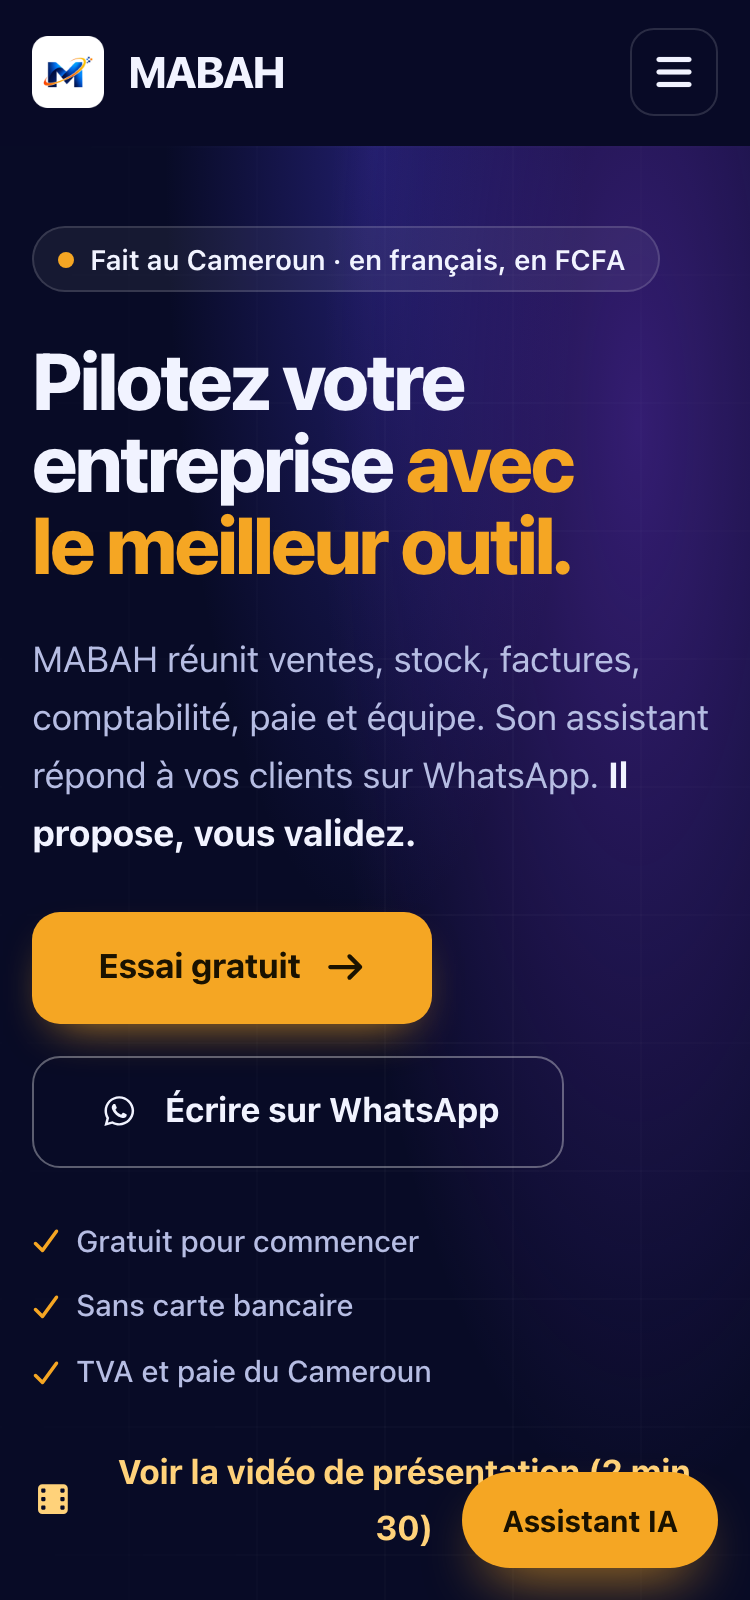 MABAH
Fait au Cameroun · en français, en FCFA
Pilotez votre
entreprise avec
le meilleur outil.
MABAH réunit ventes, stock, factures,
comptabilité, paie et équipe. Son assistant
répond à vos clients sur WhatsApp. Il
propose, vous validez.
Essai gratuit →
Écrire sur WhatsApp
Gratuit pour commencer
Sans carte bancaire
TVA et paie du Cameroun
Voir la vidéo de présentation (2 min
30)
Assistant IA